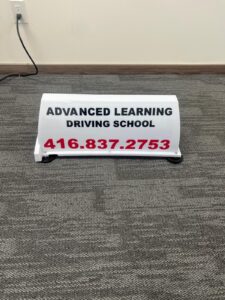 ADVANCED LEARNING
DRIVING SCHOOL
416.837.2753